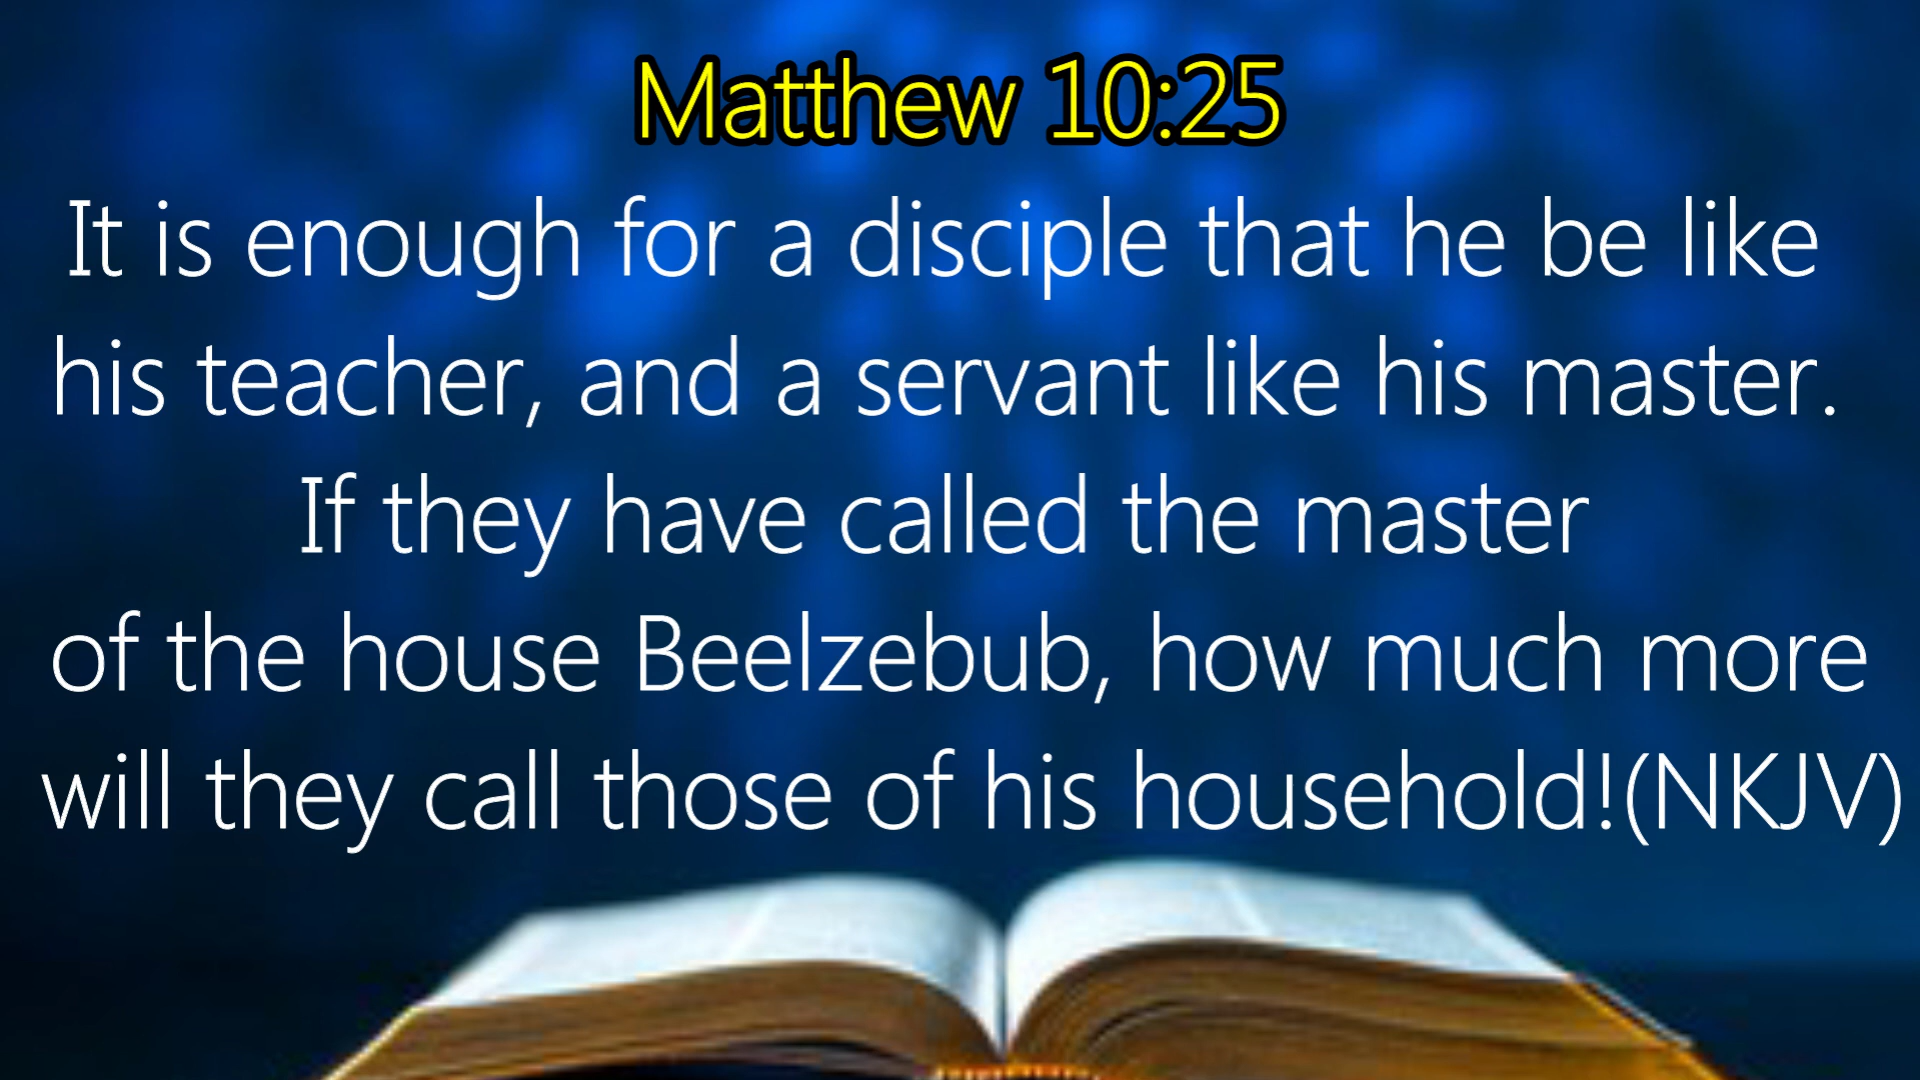 Matthew 10:25
It is enough for a disciple that he be like
his teacher, and a servant like his master.
If they have called the master
of the house Beelzebub, how much more
will they call those of his household!(NKJV)